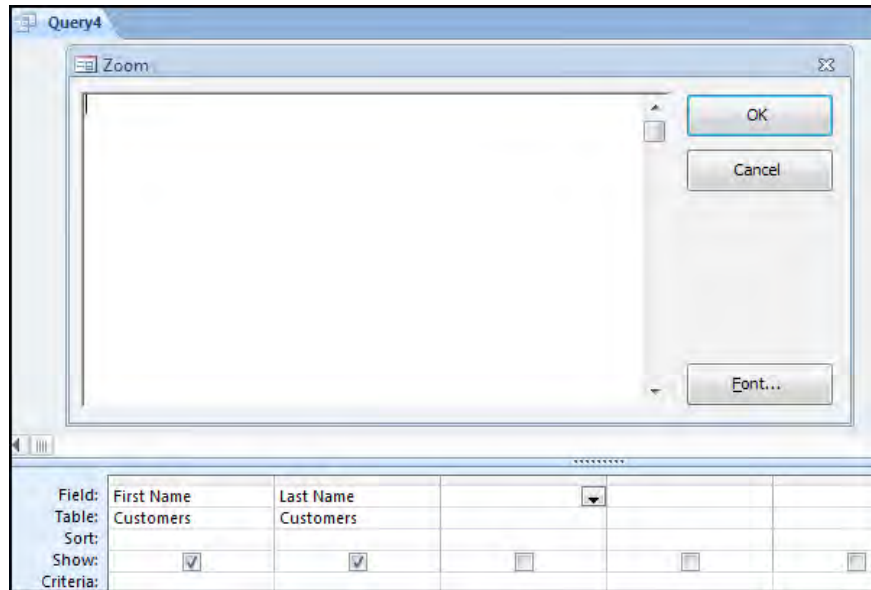 Query4
Zoom
OK
Cancel
Font...
Field: First Name Last Name
Table: Customers Customers
Sort:
Show:
Criteria: